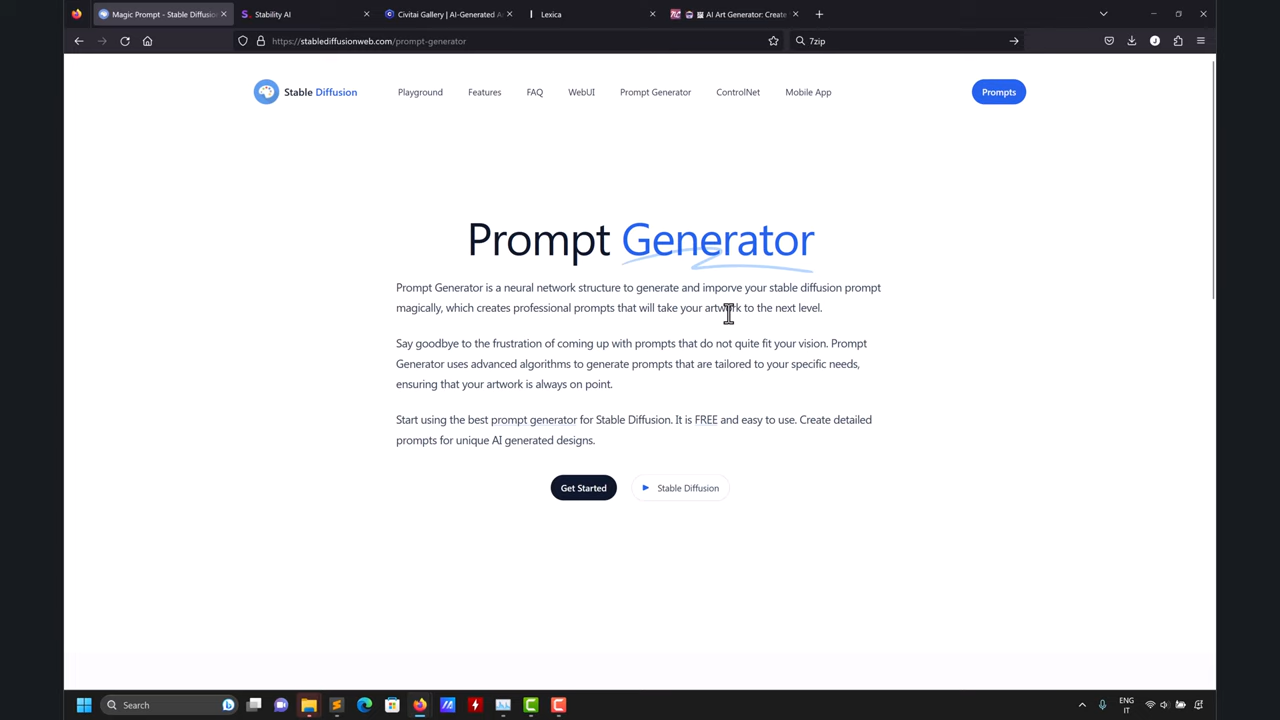 Magic Prompt - Stable Diffusion
Stability AI
Civitai Gallery | AI-Generated A
Lexica
AI Art Generator: Create
https://stablediffusionweb.com/prompt-generator
7zip
Stable Diffusion
Playground
Features
FAQ
WebUI
Prompt Generator
ControlNet
Mobile App
Prompts
Prompt Generator
Prompt Generator is a neural network structure to generate and imporve your stable diffusion prompt
magically, which creates professional prompts that will take your artwork to the next level.
Say goodbye to the frustration of coming up with prompts that do not quite fit your vision. Prompt
Generator uses advanced algorithms to generate prompts that are tailored to your specific needs,
ensuring that your artwork is always on point.
Start using the best prompt generator for Stable Diffusion. It is FREE and easy to use. Create detailed
prompts for unique AI generated designs.
Get Started
Stable Diffusion
Search
ENG
IT